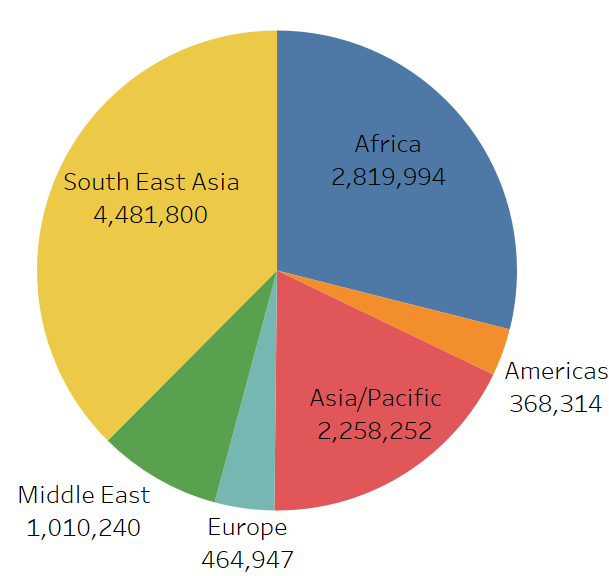 Africa
2,819,994
South East Asia
4,481,800
Americas
368,314
Asia/Pacific
2,258,252
Middle East
1,010,240
Europe
464,947